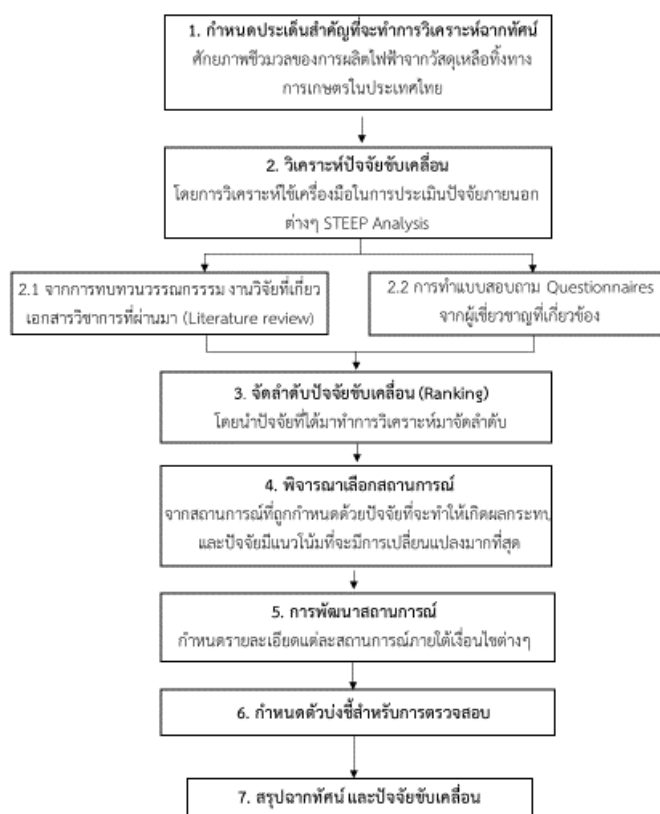 1. กำหนดประเด็นสำคัญที่จะทำการวิเคราะห์ฉากทัศน์
ศักยภาพชีวมวลของการผลิตไฟฟ้าจากวัสดุเหลือทิ้งทาง
การเกษตรในประเทศไทย
2. วิเคราะห์ปัจจัยขับเคลื่อน
โดยการวิเคราะห์ใช้เครื่องมือในการประเมินปัจจัยภายนอก
ต่างๆ STEEP Analysis
2.1 จากการทบทวนวรรณกรรรม งานวิจัยที่เกี่ยว
เอกสารวิชาการที่ผ่านมา (Literature review)
2.2 การทำแบบสอบถาม Questionnaires
จากผู้เชี่ยวชาญที่เกี่ยวข้อง
3. จัดลำดับปัจจัยขับเคลื่อน (Ranking)
โดยนำปัจจัยที่ได้มาทำการวิเคราะห์มาจัดลำดับ
4. พิจารณาเลือกสถานการณ์
จากสถานการณ์ที่ถูกกำหนดด้วยปัจจัยที่จะทำให้เกิดผลกระทบ
และปัจจัยมีแนวโน้มที่จะมีการเปลี่ยนแปลงมากที่สุด
5. การพัฒนาสถานการณ์
กำหนดรายละเอียดแต่ละสถานการณ์ภายใต้เงื่อนไขต่างๆ
6. กำหนดตัวบ่งชี้สำหรับการตรวจสอบ
7. สรุปฉากทัศน์ และปัจจัยขับเคลื่อน